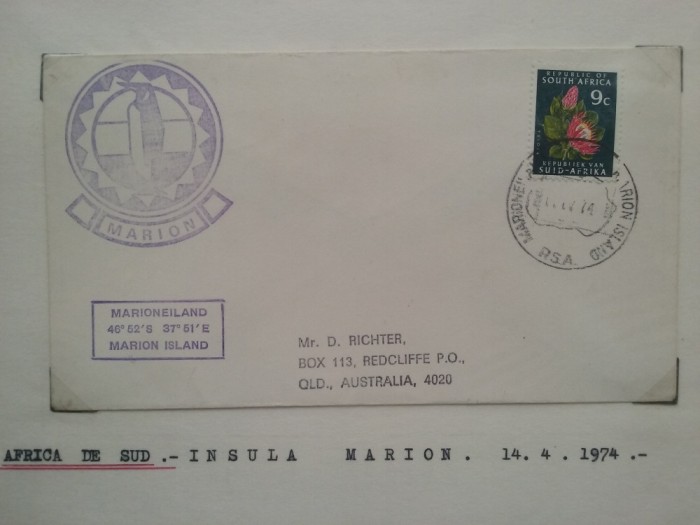 REPUBLIC OF
SOUTH AFRICA
9c
REPUBLIEK VAN
SUID-AFRIKA
MARION
MARION ISLAND
R.S.A.
MARIONEILAND
46°52'S 37°51'E
MARION ISLAND
Mr. D. RICHTER,
BOX 113, REDCLIFFE P.O.,
QLD., AUSTRALIA, 4020
AFRICA DE SUD.- INSULA MARION. 14.4.1974.-